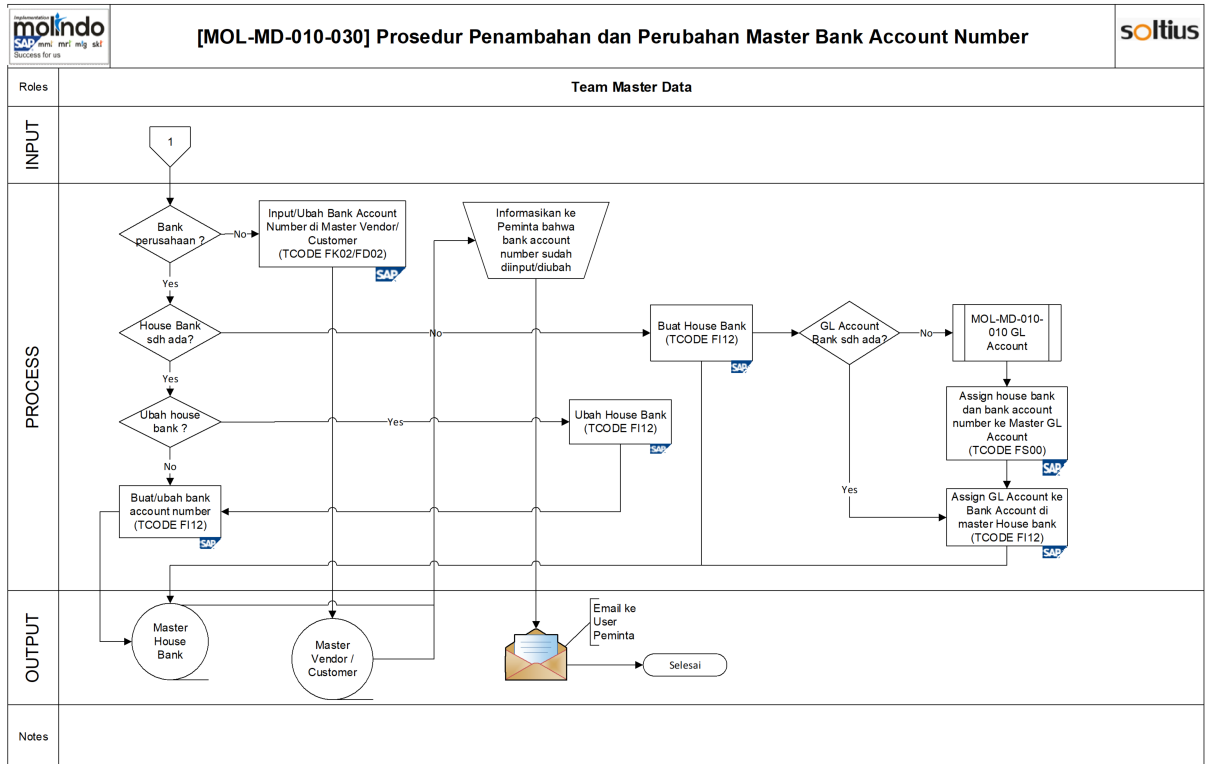 Implementation
molindo
SAP mmi mri mlg ski
Success for us
[MOL-MD-010-030] Prosedur Penambahan dan Perubahan Master Bank Account Number
soltius
Roles
Team Master Data
INPUT
1
PROCESS
Bank
perusahaan ?
No
Input/Ubah Bank Account
Number di Master Vendor/
Customer
(TCODE FK02/FD02)
SAP
Informasikan ke
Peminta bahwa
bank account
number sudah
diinput/diubah
Yes
House Bank
sdh ada?
No
Buat House Bank
(TCODE FI12)
SAP
GL Account
Bank sdh ada?
No
MOL-MD-010-
010 GL
Account
Yes
Ubah house
bank ?
Yes
Ubah House Bank
(TCODE FI12)
SAP
Assign house bank
dan bank account
number ke Master GL
Account
(TCODE FS00)
SAP
No
Buat/ubah bank
account number
(TCODE FI12)
SAP
Yes
Assign GL Account ke
Bank Account di
master House bank
(TCODE FI12)
SAP
OUTPUT
Master
House
Bank
Master
Vendor /
Customer
Email ke
User
Peminta
Selesai
Notes